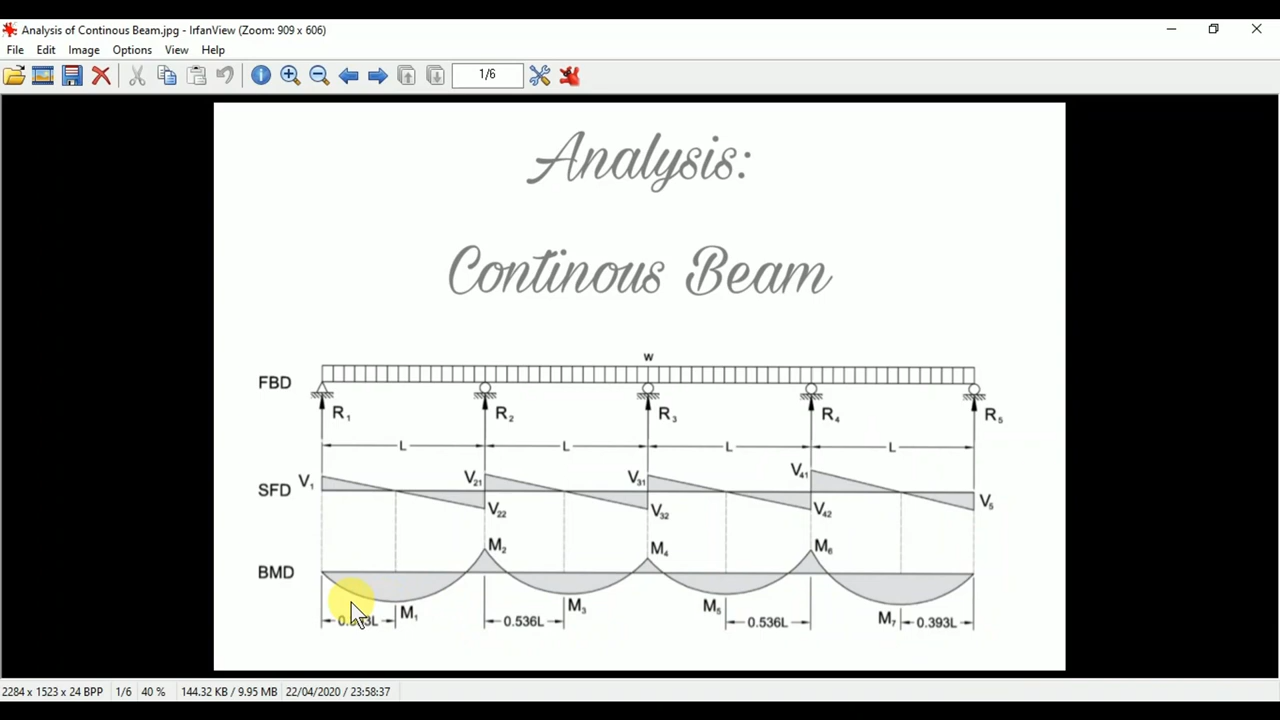 Analysis of Continous Beam.jpg - IrfanView (Zoom: 909 x 606)
File Edit Image Options View Help
1/6
Analysis:
Continous Beam
w
FBD
R1 R2 R3 R4 R5
L L L L
SFD V1 V21 V31 V41
V22 V32 V42 V5
M2 M4 M6
BMD
M1 M3 M5 M7
0.536L 0.536L 0.393L
2284 x 1523 x 24 BPP 1/6 40 % 144.32 KB / 9.95 MB 22/04/2020 / 23:58:37